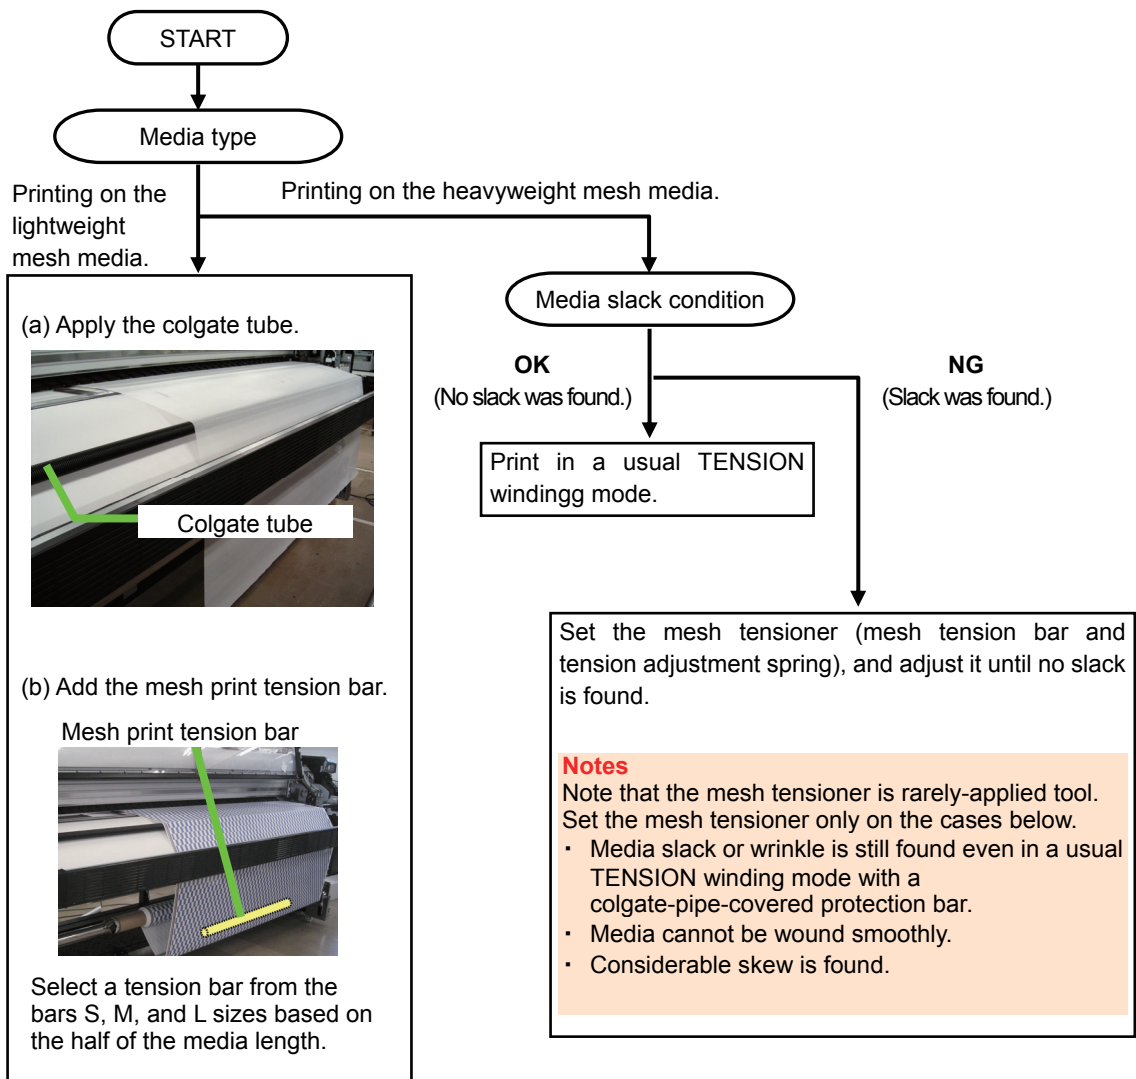 START
Media type
Printing on the
lightweight
mesh media.
Printing on the heavyweight mesh media.
(a) Apply the colgate tube.
Colgate tube
(b) Add the mesh print tension bar.
Mesh print tension bar
Select a tension bar from the
bars S, M, and L sizes based on
the half of the media length.
Media slack condition
OK
(No slack was found.)
NG
(Slack was found.)
Print in a usual TENSION
windingg mode.
Set the mesh tensioner (mesh tension bar and
tension adjustment spring), and adjust it until no slack
is found.
Notes
Note that the mesh tensioner is rarely-applied tool.
Set the mesh tensioner only on the cases below.
・ Media slack or wrinkle is still found even in a usual
TENSION winding mode with a
colgate-pipe-covered protection bar.
・ Media cannot be wound smoothly.
・ Considerable skew is found.